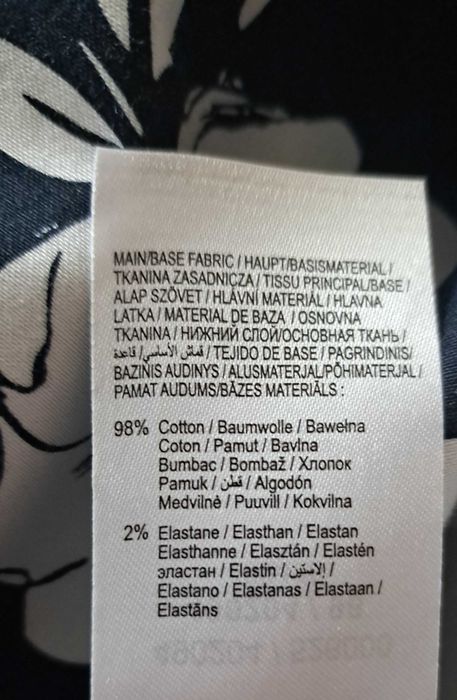 MAIN/BASE FABRIC / HAUPT/BASISMATERIAL /
TKANINA ZASADNICZA / TISSU PRINCIPAL/BASE /
ALAP SZÖVET / HLAVNÍ MATERIÁL / HLAVNA
LATKA / MATERIAL DE BAZA / OSNOVNA
TKANINA / НИЖНИЙ СЛОЙ/ОСНОВНАЯ ТКАНЬ /
قماش الأساسي/ قاعدة / TEJIDO DE BASE / PAGRINDINIS/
BAZINIS AUDINYS / ALUSMATERJAL/PÕHIMATERJAL /
PAMAT AUDUMS/BĀZES MATERIĀLS :
98% Cotton / Baumwolle / Bawełna
Coton / Pamut / Bavlna
Bumbac / Bombaž / Хлопок
Pamuk / قطن / Algodón
Medvilnė / Puuvill / Kokvilna
2% Elastane / Elasthan / Elastan
Elasthanne / Elasztán / Elastén
эластан / Elastin / إلاستين /
Elastano / Elastanas / Elastaan /
Elastāns